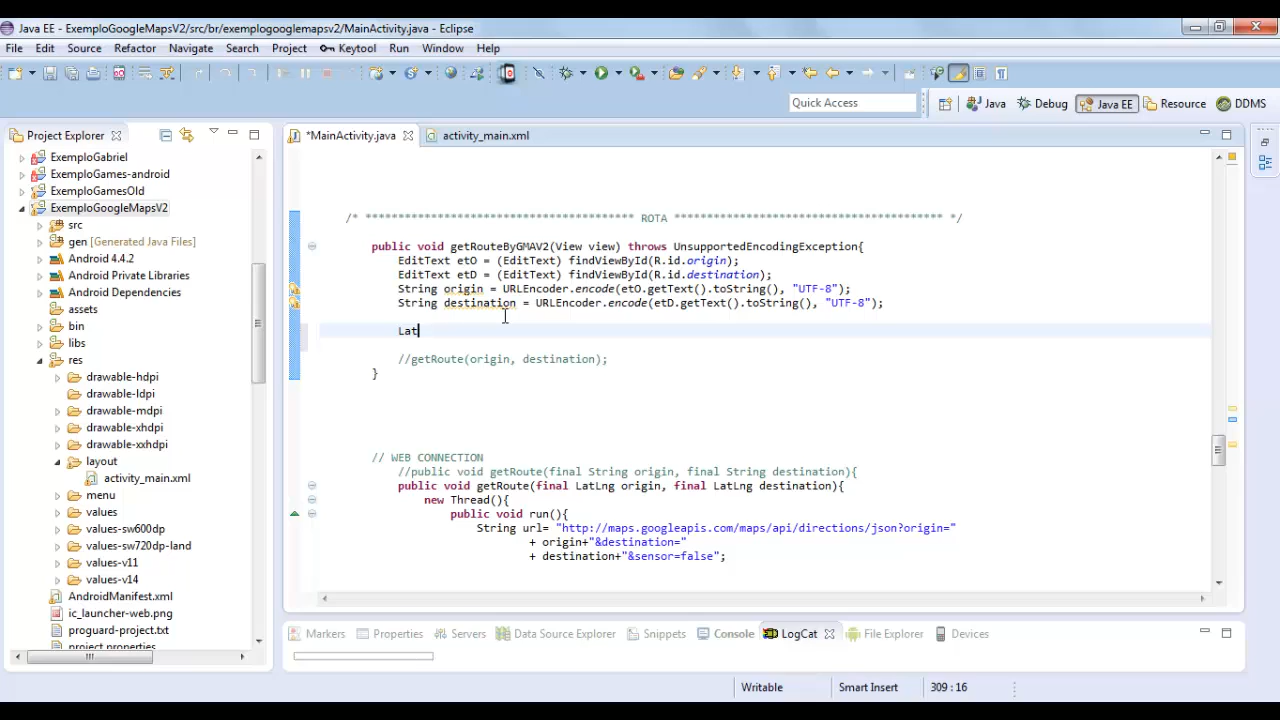 Java EE - ExemploGoogleMapsV2/src/br/exemplogooglemapsv2/MainActivity.java - Eclipse
File Edit Source Refactor Navigate Search Project Keytool Run Window Help
Quick Access
Java Debug Java EE Resource DDMS
Project Explorer
*MainActivity.java activity_main.xml
ExemploGabriel
ExemploGames-android
ExemploGamesOld
ExemploGoogleMapsV2
src
gen [Generated Java Files]
Android 4.4.2
Android Private Libraries
Android Dependencies
assets
bin
libs
res
drawable-hdpi
drawable-ldpi
drawable-mdpi
drawable-xhdpi
drawable-xxhdpi
layout
activity_main.xml
menu
values
values-sw600dp
values-sw720dp-land
values-v11
values-v14
AndroidManifest.xml
ic_launcher-web.png
proguard-project.txt
project.properties
/* ***************************************** ROTA ***************************************** */
public void getRouteByGMAV2(View view) throws UnsupportedEncodingException{
EditText etO = (EditText) findViewById(R.id.origin);
EditText etD = (EditText) findViewById(R.id.destination);
String origin = URLEncoder.encode(etO.getText().toString(), "UTF-8");
String destination = URLEncoder.encode(etD.getText().toString(), "UTF-8");
Lat
//getRoute(origin, destination);
}
// WEB CONNECTION
//public void getRoute(final String origin, final String destination){
public void getRoute(final LatLng origin, final LatLng destination){
new Thread(){
public void run(){
String url= "http://maps.googleapis.com/maps/api/directions/json?origin="
+ origin+"&destination="
+ destination+"&sensor=false";
Markers Properties Servers Data Source Explorer Snippets Console LogCat File Explorer Devices
Writable Smart Insert 309 : 16